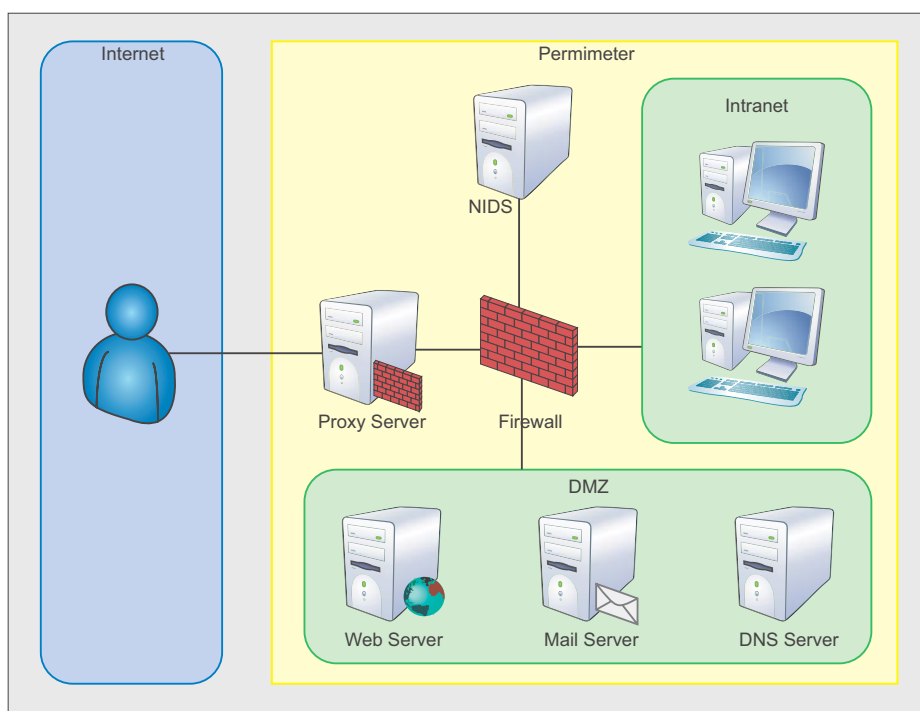 Internet
Permimeter
Intranet
NIDS
Proxy Server
Firewall
DMZ
Web Server
Mail Server
DNS Server